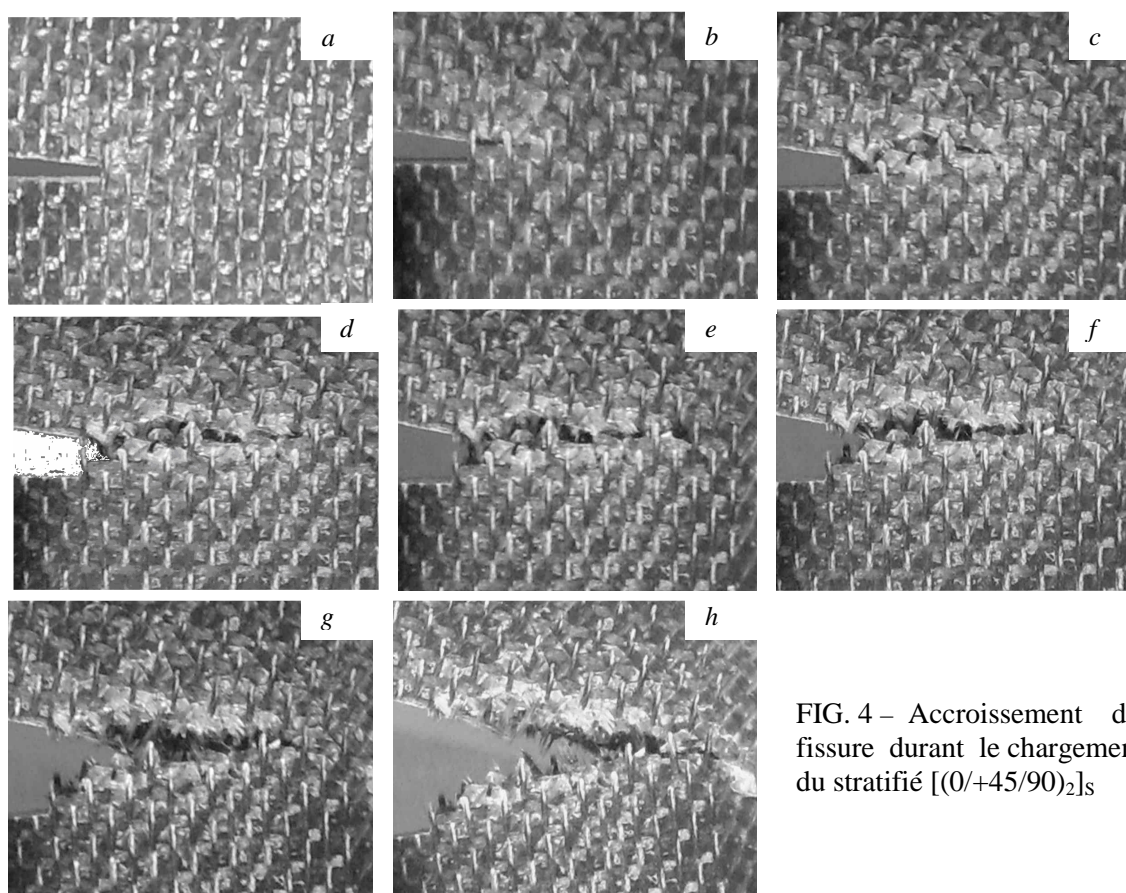 a
b
c
d
e
f
g
h
FIG. 4 – Accroissement d
fissure durant le chargemen
du stratifié [(0/+45/90)₂]s